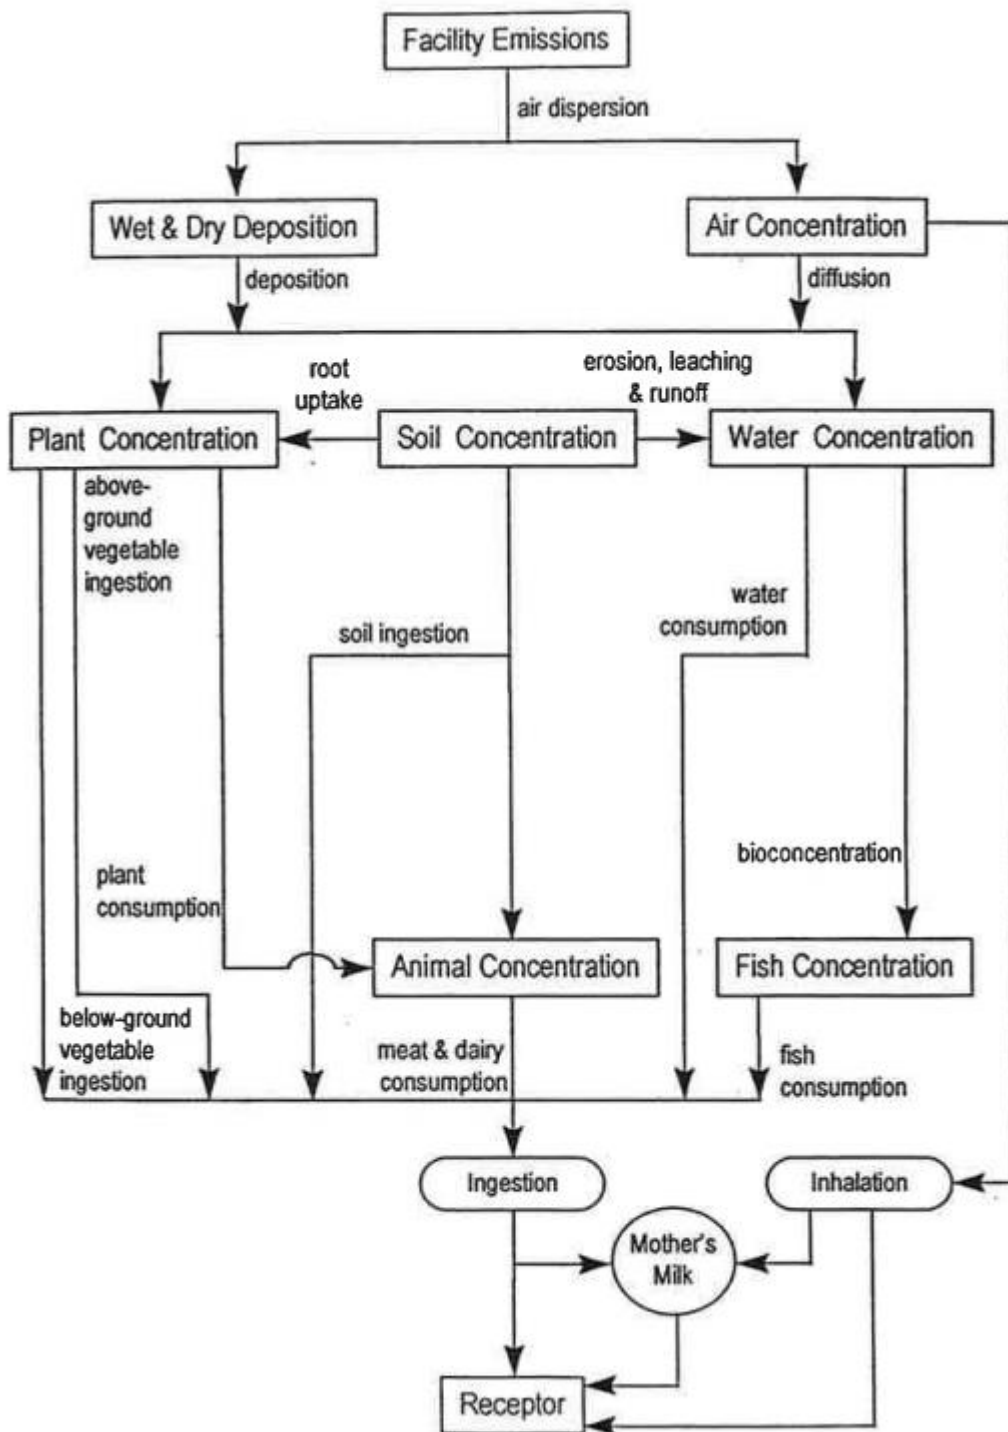 Facility Emissions
air dispersion
Wet & Dry Deposition
Air Concentration
deposition
diffusion
root
uptake
erosion, leaching
& runoff
Plant Concentration
Soil Concentration
Water Concentration
above-
ground
vegetable
ingestion
soil ingestion
water
consumption
plant
consumption
bioconcentration
Animal Concentration
Fish Concentration
below-ground
vegetable
ingestion
meat & dairy
consumption
fish
consumption
Ingestion
Inhalation
Mother's
Milk
Receptor